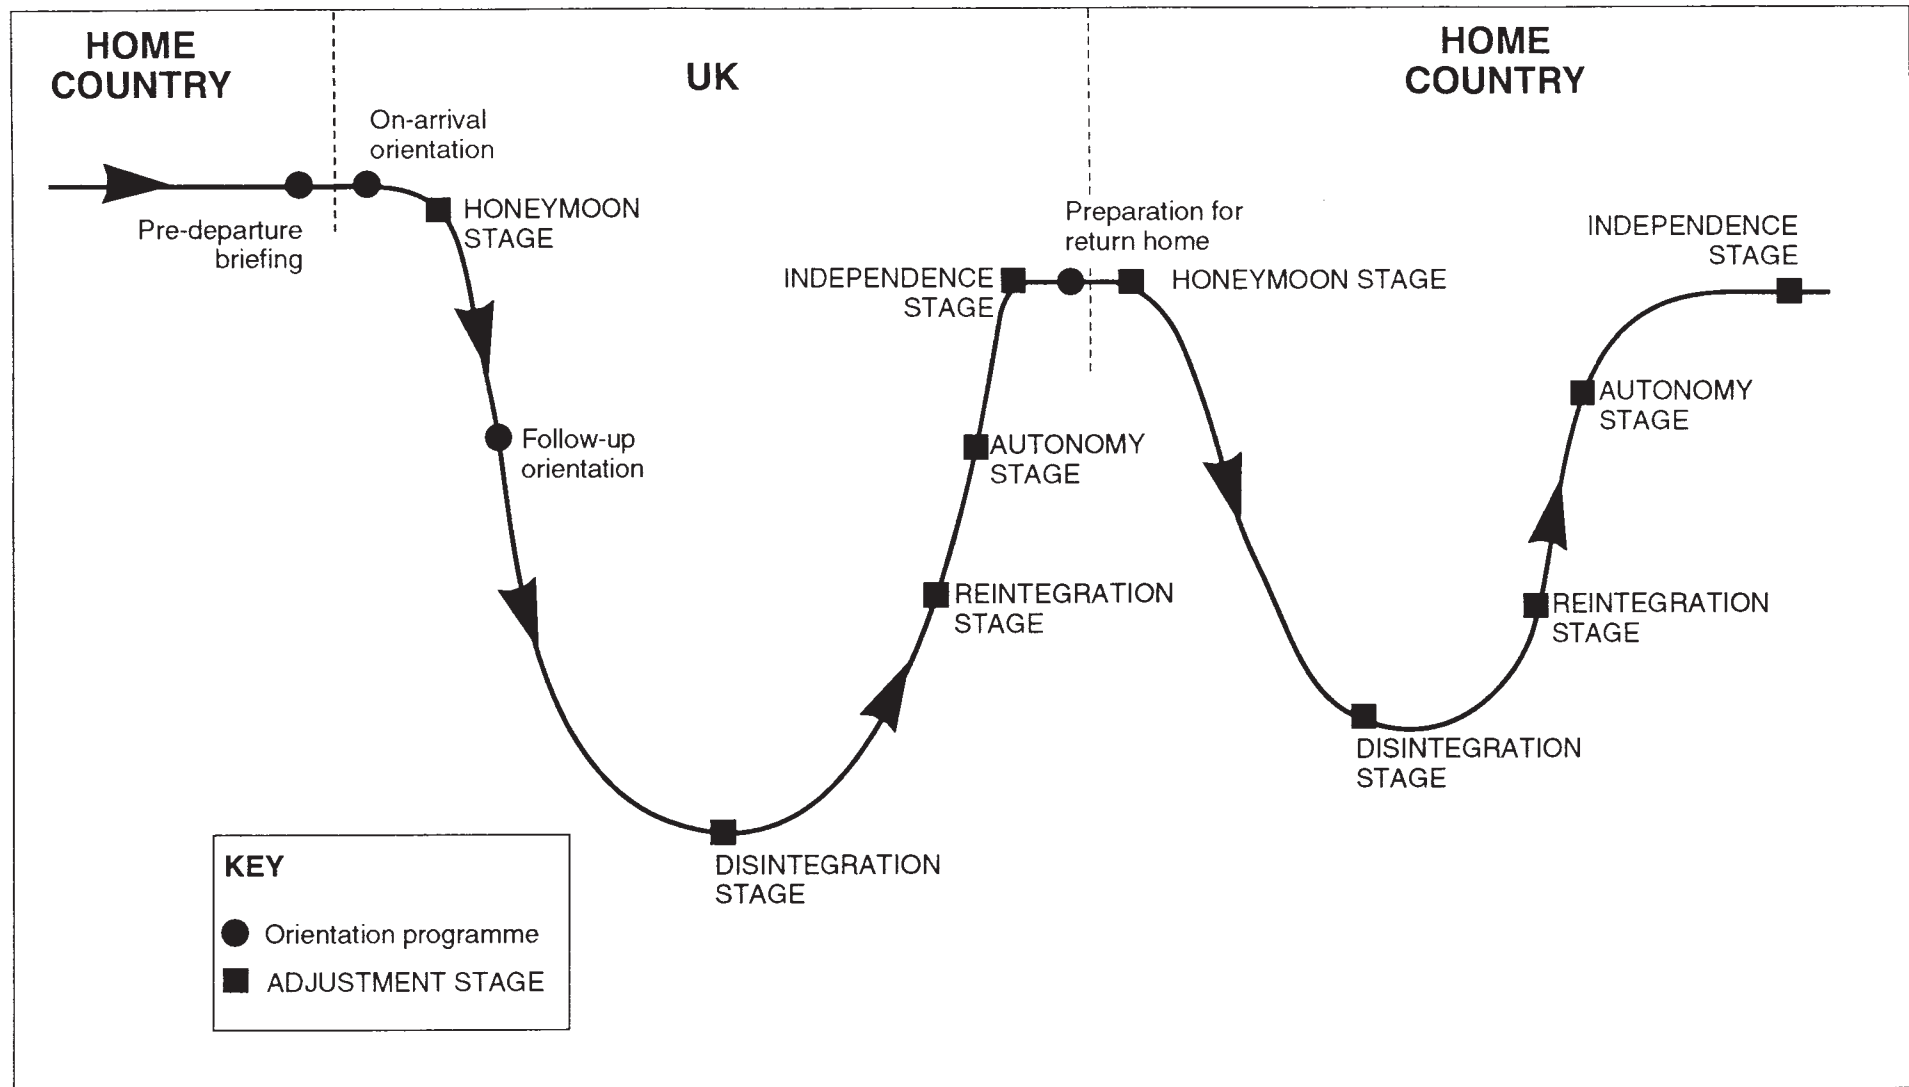 HOME
COUNTRY
UK
HOME
COUNTRY
On-arrival
orientation
Pre-departure
briefing
HONEYMOON
STAGE
Follow-up
orientation
DISINTEGRATION
STAGE
REINTEGRATION
STAGE
AUTONOMY
STAGE
INDEPENDENCE
STAGE
Preparation for
return home
HONEYMOON STAGE
DISINTEGRATION
STAGE
REINTEGRATION
STAGE
AUTONOMY
STAGE
INDEPENDENCE
STAGE
KEY
Orientation programme
ADJUSTMENT STAGE